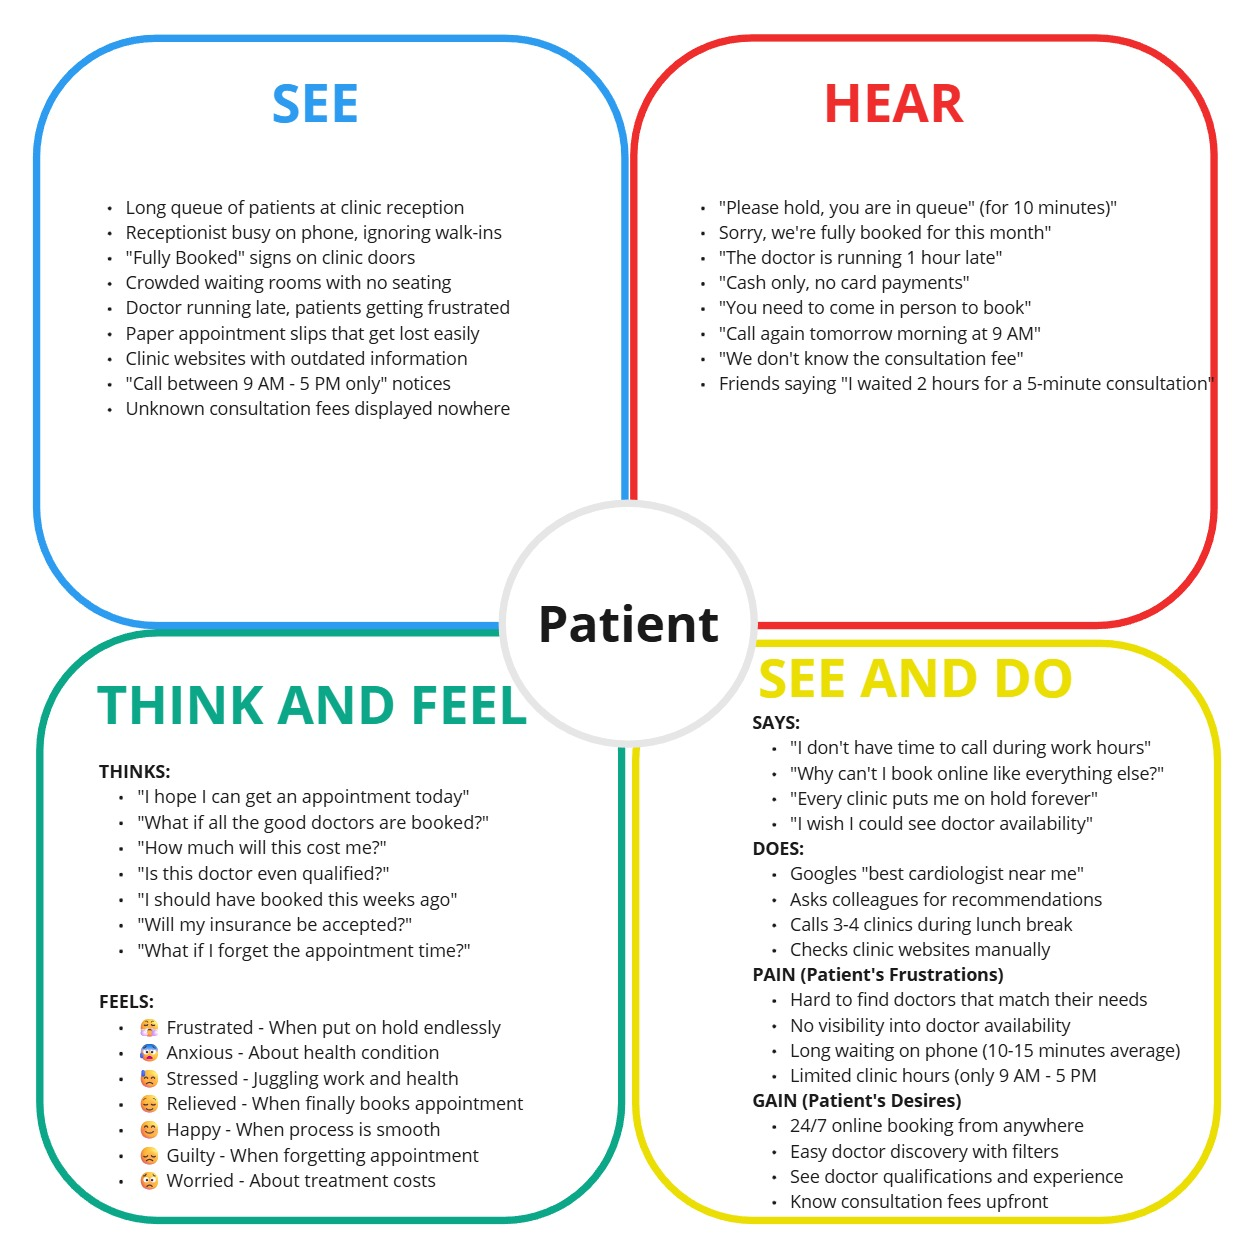 SEE
• Long queue of patients at clinic reception
• Receptionist busy on phone, ignoring walk-ins
• "Fully Booked" signs on clinic doors
• Crowded waiting rooms with no seating
• Doctor running late, patients getting frustrated
• Paper appointment slips that get lost easily
• Clinic websites with outdated information
• "Call between 9 AM - 5 PM only" notices
• Unknown consultation fees displayed nowhere
HEAR
• "Please hold, you are in queue" (for 10 minutes)"
• Sorry, we're fully booked for this month"
• "The doctor is running 1 hour late"
• "Cash only, no card payments"
• "You need to come in person to book"
• "Call again tomorrow morning at 9 AM"
• "We don't know the consultation fee"
• Friends saying "I waited 2 hours for a 5-minute consultation"
Patient
THINK AND FEEL
THINKS:
• "I hope I can get an appointment today"
• "What if all the good doctors are booked?"
• "How much will this cost me?"
• "Is this doctor even qualified?"
• "I should have booked this weeks ago"
• "Will my insurance be accepted?"
• "What if I forget the appointment time?"
FEELS:
• Frustrated - When put on hold endlessly
• Anxious - About health condition
• Stressed - Juggling work and health
• Relieved - When finally books appointment
• Happy - When process is smooth
• Guilty - When forgetting appointment
• Worried - About treatment costs
SEE AND DO
SAYS:
• "I don't have time to call during work hours"
• "Why can't I book online like everything else?"
• "Every clinic puts me on hold forever"
• "I wish I could see doctor availability"
DOES:
• Googles "best cardiologist near me"
• Asks colleagues for recommendations
• Calls 3-4 clinics during lunch break
• Checks clinic websites manually
PAIN (Patient's Frustrations)
• Hard to find doctors that match their needs
• No visibility into doctor availability
• Long waiting on phone (10-15 minutes average)
• Limited clinic hours (only 9 AM - 5 PM
GAIN (Patient's Desires)
• 24/7 online booking from anywhere
• Easy doctor discovery with filters
• See doctor qualifications and experience
• Know consultation fees upfront